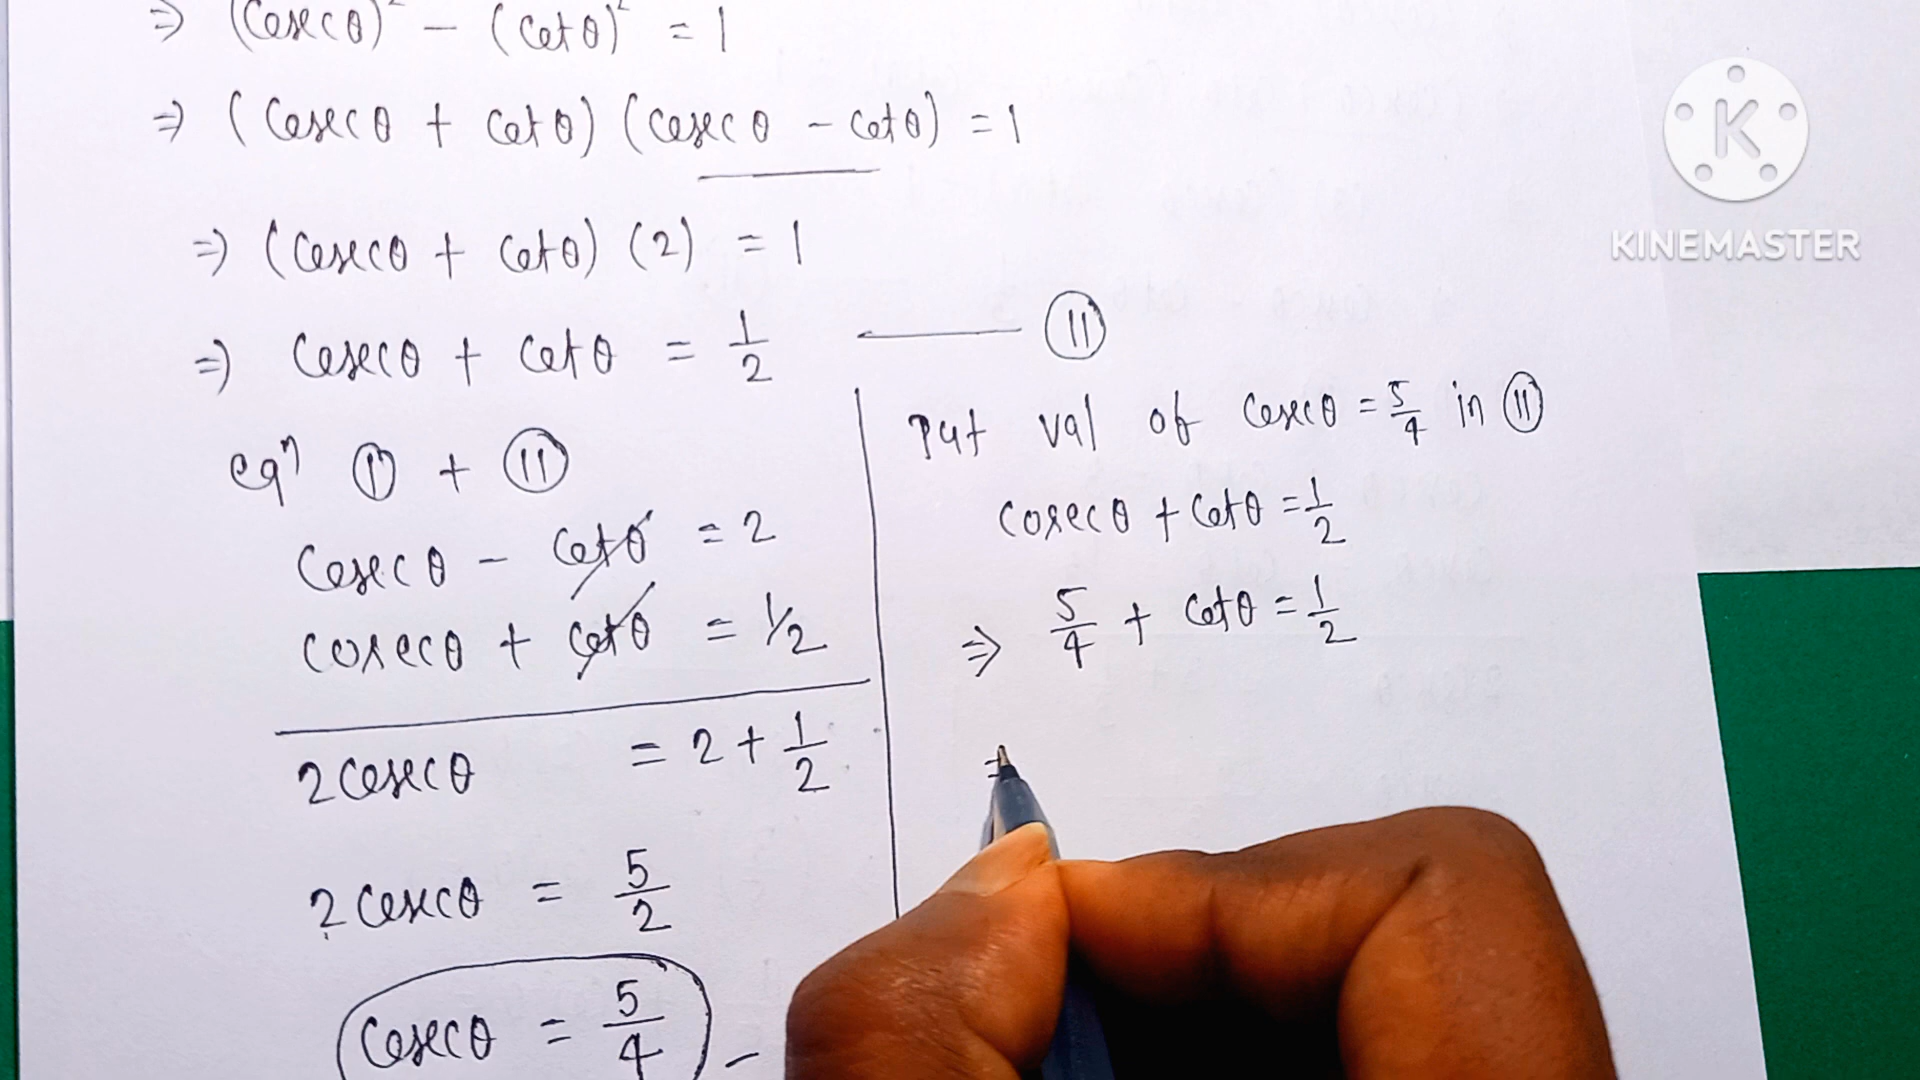 ⇒ (Cosecθ)² - (Cotθ)² = 1
⇒ (Cosecθ + Cotθ) (Cosecθ - Cotθ) = 1
⇒ (Cosecθ + Cotθ) (2) = 1
⇒ Cosecθ + Cotθ = 1/2 —— (II)
eqⁿ (I) + (II)
Cosecθ - Cotθ = 2
Cosecθ + Cotθ = 1/2
2Cosecθ = 2 + 1/2
2Cosecθ = 5/2
Cosecθ = 5/4 -
Put val of Cosecθ = 5/4 in (II)
Cosecθ + Cotθ = 1/2
⇒ 5/4 + Cotθ = 1/2
=
K
KINEMASTER